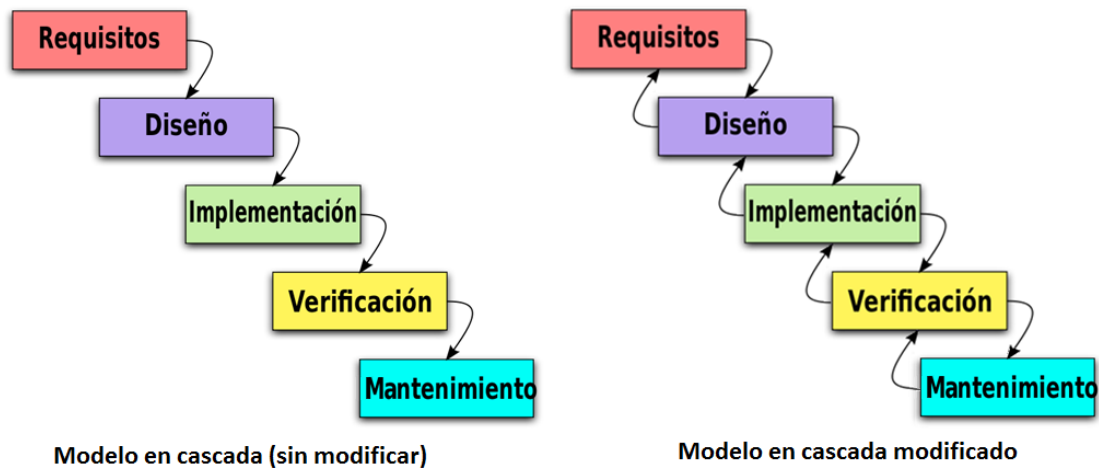 Requisitos
Diseño
Implementación
Verificación
Mantenimiento
Modelo en cascada (sin modificar)
Requisitos
Diseño
Implementación
Verificación
Mantenimiento
Modelo en cascada modificado